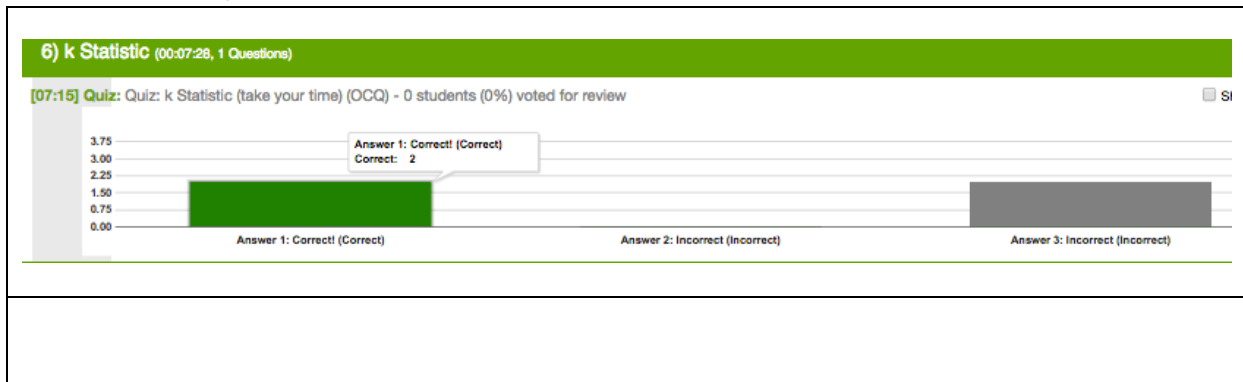 6) k Statistic (00:07:28, 1 Questions)
[07:15] Quiz: Quiz: k Statistic (take your time) (OCQ) - 0 students (0%) voted for review
3.75
3.00
2.25
1.50
0.75
0.00
Answer 1: Correct! (Correct)
Correct: 2
Answer 1: Correct! (Correct)
Answer 2: Incorrect (Incorrect)
Answer 3: Incorrect (Incorrect)